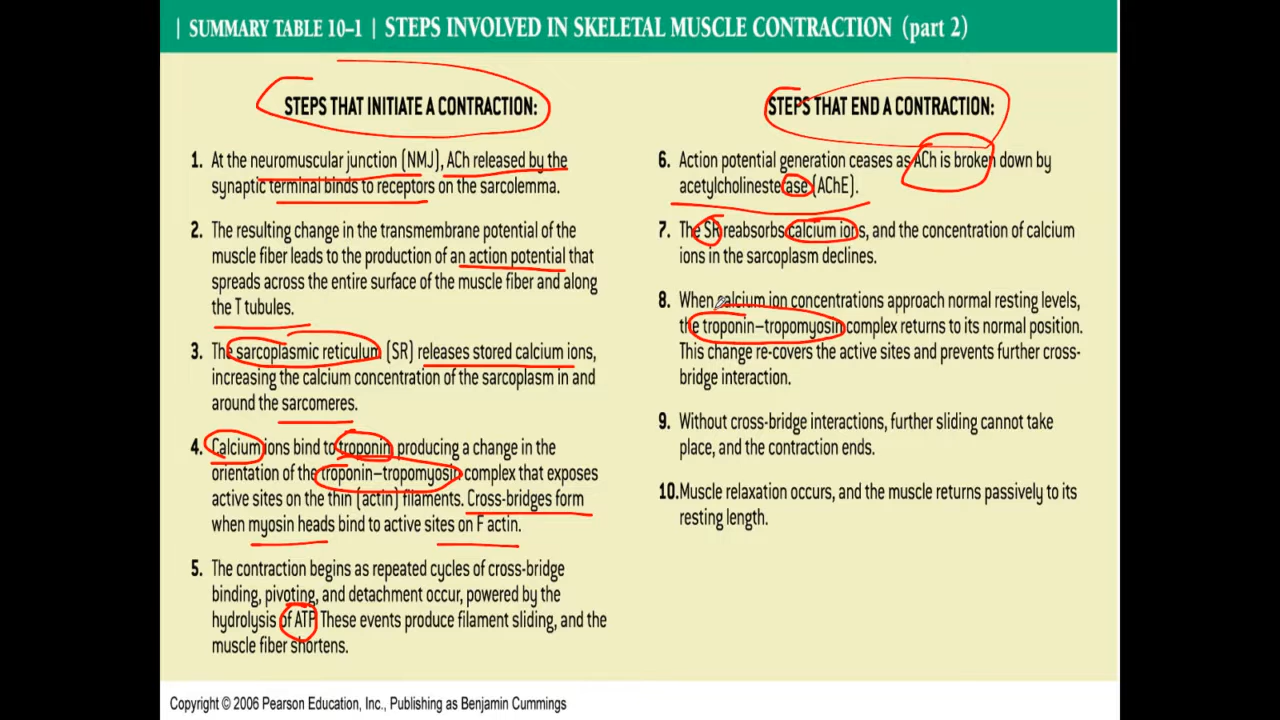 | SUMMARY TABLE 10–1 | STEPS INVOLVED IN SKELETAL MUSCLE CONTRACTION (part 2)
STEPS THAT INITIATE A CONTRACTION:
1. At the neuromuscular junction (NMJ), ACh released by the
synaptic terminal binds to receptors on the sarcolemma.
2. The resulting change in the transmembrane potential of the
muscle fiber leads to the production of an action potential that
spreads across the entire surface of the muscle fiber and along
the T tubules.
3. The sarcoplasmic reticulum (SR) releases stored calcium ions,
increasing the calcium concentration of the sarcoplasm in and
around the sarcomeres.
4. Calcium ions bind to troponin, producing a change in the
orientation of the troponin–tropomyosin complex that exposes
active sites on the thin (actin) filaments. Cross-bridges form
when myosin heads bind to active sites on F actin.
5. The contraction begins as repeated cycles of cross-bridge
binding, pivoting, and detachment occur, powered by the
hydrolysis of ATP. These events produce filament sliding, and the
muscle fiber shortens.
STEPS THAT END A CONTRACTION:
6. Action potential generation ceases as ACh is broken down by
acetylcholinesterase (AChE).
7. The SR reabsorbs calcium ions, and the concentration of calcium
ions in the sarcoplasm declines.
8. When calcium ion concentrations approach normal resting levels,
the troponin–tropomyosin complex returns to its normal position.
This change re-covers the active sites and prevents further cross-
bridge interaction.
9. Without cross-bridge interactions, further sliding cannot take
place, and the contraction ends.
10. Muscle relaxation occurs, and the muscle returns passively to its
resting length.
Copyright © 2006 Pearson Education, Inc., Publishing as Benjamin Cummings